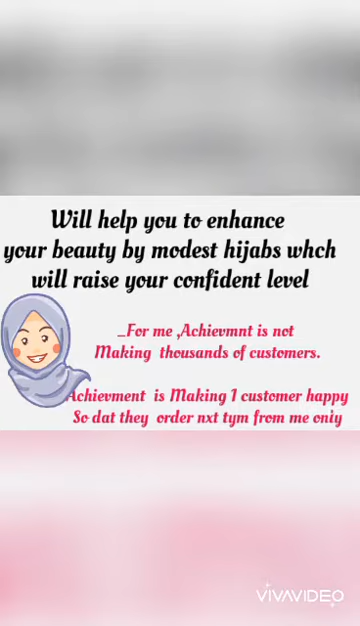 Will help you to enhance
your beauty by modest hijabs whch
will raise your confident level
_For me ,Achievmnt is not
Making thousands of customers.
Achievment is Making 1 customer happy
So dat they order nxt tym from me only
VIVAVIDEO